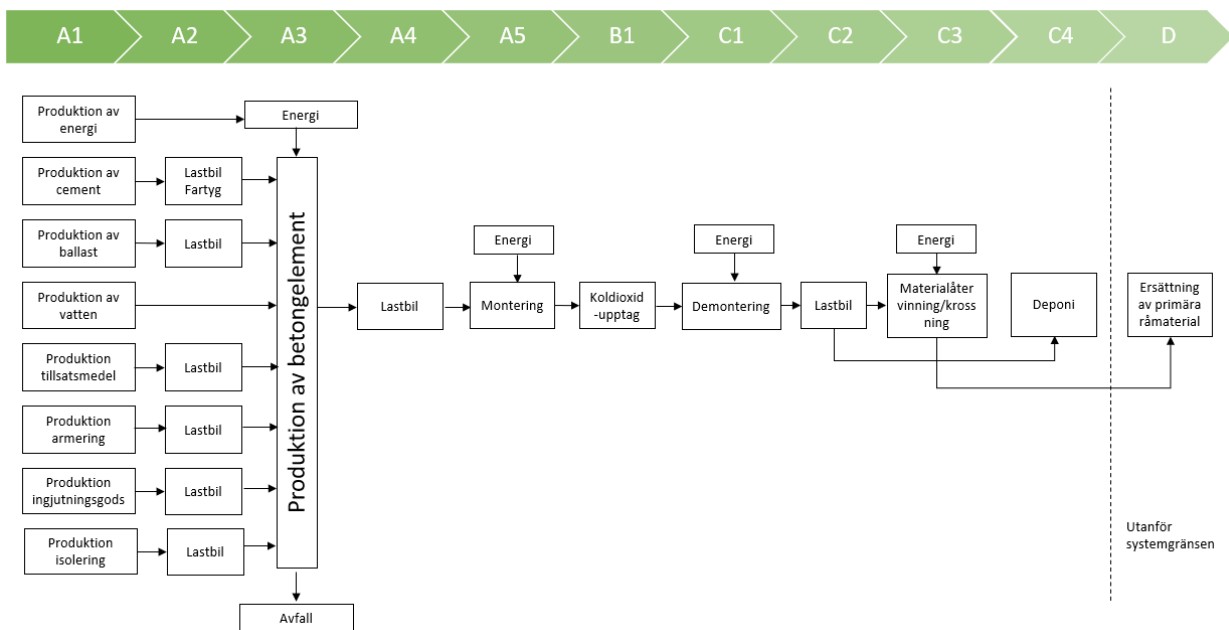 A1
A2
A3
A4
A5
B1
C1
C2
C3
C4
D
Produktion av
energi
Energi
Produktion av
cement
Lastbil
Fartyg
Produktion av
ballast
Lastbil
Produktion av
vatten
Produktion
tillsatsmedel
Lastbil
Produktion
armering
Lastbil
Produktion
ingjutningsgods
Lastbil
Produktion
isolering
Lastbil
Produktion av betongelement
Avfall
Lastbil
Energi
Montering
Koldioxid
-upptag
Energi
Demontering
Lastbil
Energi
Materialåter
vinning/kross
ning
Deponi
Ersättning
av primära
råmaterial
Utanför
systemgränsen